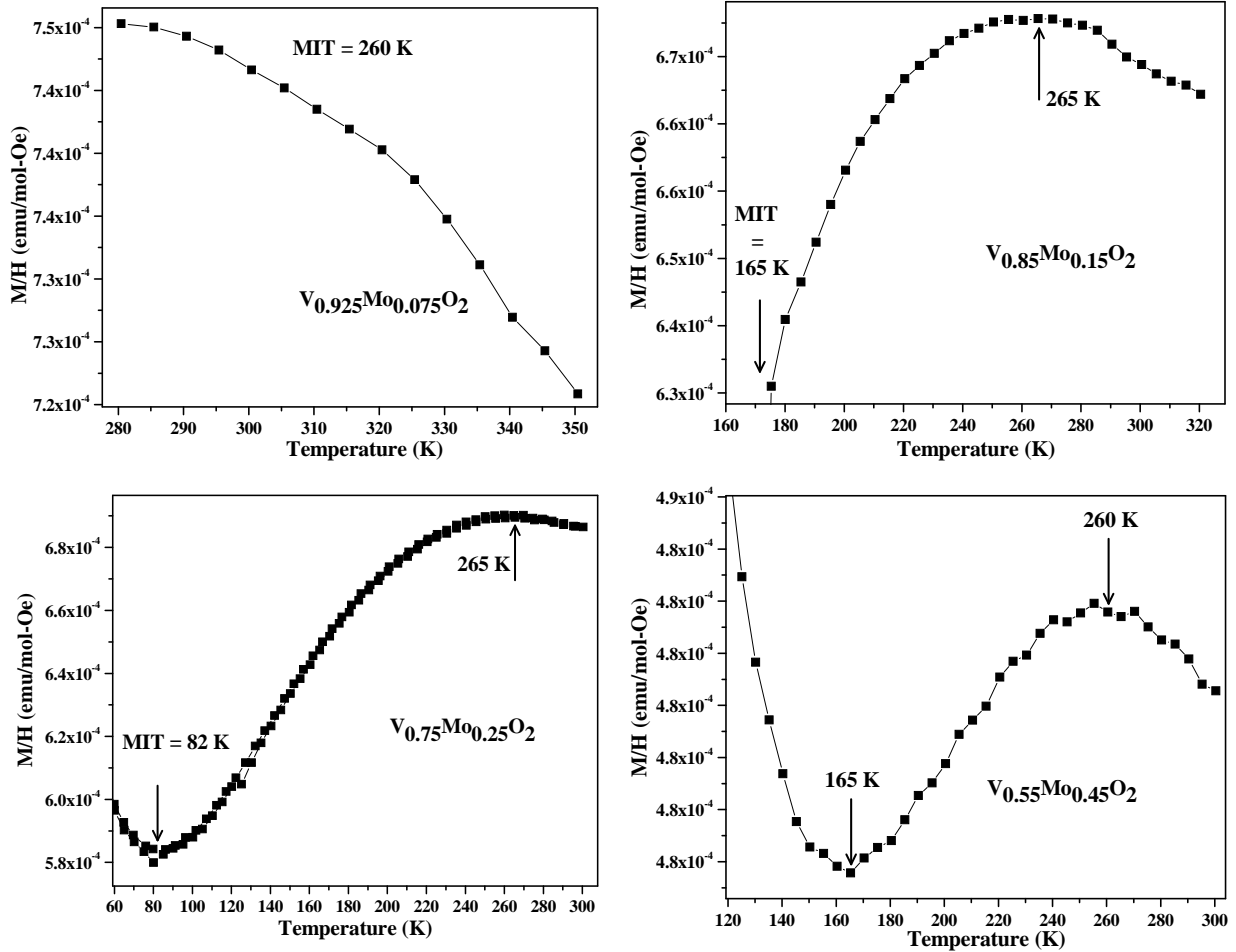 7.5x10-4
7.4x10-4
7.4x10-4
7.4x10-4
7.3x10-4
7.3x10-4
7.2x10-4
M/H (emu/mol-Oe)
MIT = 260 K
V0.925Mo0.075O2
280 290 300 310 320 330 340 350
Temperature (K)
6.7x10-4
6.6x10-4
6.6x10-4
6.5x10-4
6.4x10-4
6.3x10-4
M/H (emu/mol-Oe)
265 K
MIT
=
165 K
V0.85Mo0.15O2
160 180 200 220 240 260 280 300 320
Temperature (K)
6.8x10-4
6.6x10-4
6.4x10-4
6.2x10-4
6.0x10-4
5.8x10-4
M/H (emu/mol-Oe)
265 K
MIT = 82 K
V0.75Mo0.25O2
60 80 100 120 140 160 180 200 220 240 260 280 300
Temperature (K)
4.9x10-4
4.8x10-4
4.8x10-4
4.8x10-4
4.8x10-4
4.8x10-4
4.8x10-4
4.8x10-4
M/H (emu/mol-Oe)
260 K
165 K
V0.55Mo0.45O2
120 140 160 180 200 220 240 260 280 300
Temperature (K)